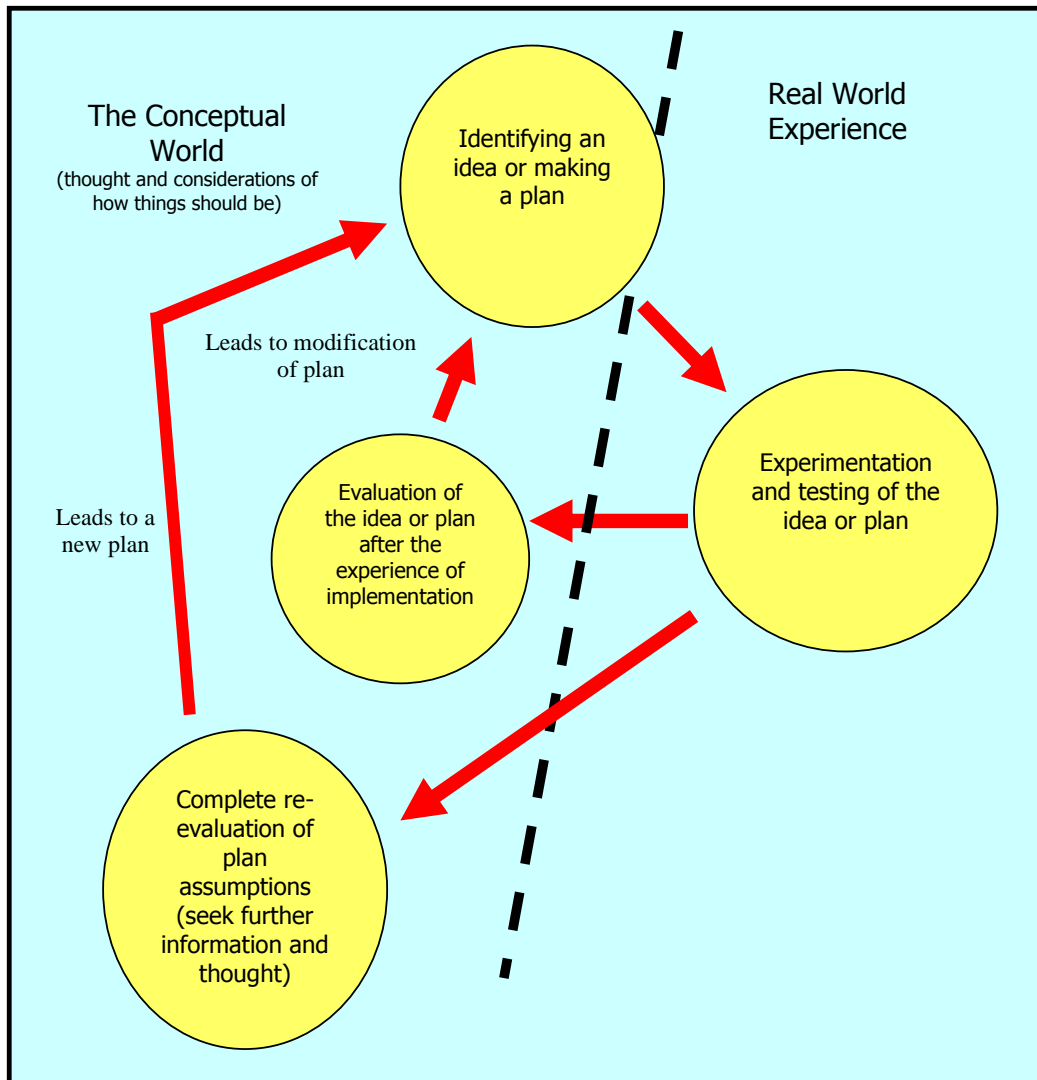 The Conceptual
World
(thought and considerations of
how things should be)
Identifying an
idea or making
a plan
Real World
Experience
Leads to modification
of plan
Experimentation
and testing of the
idea or plan
Evaluation of
the idea or plan
after the
experience of
implementation
Leads to a
new plan
Complete re-
evaluation of
plan
assumptions
(seek further
information and
thought)